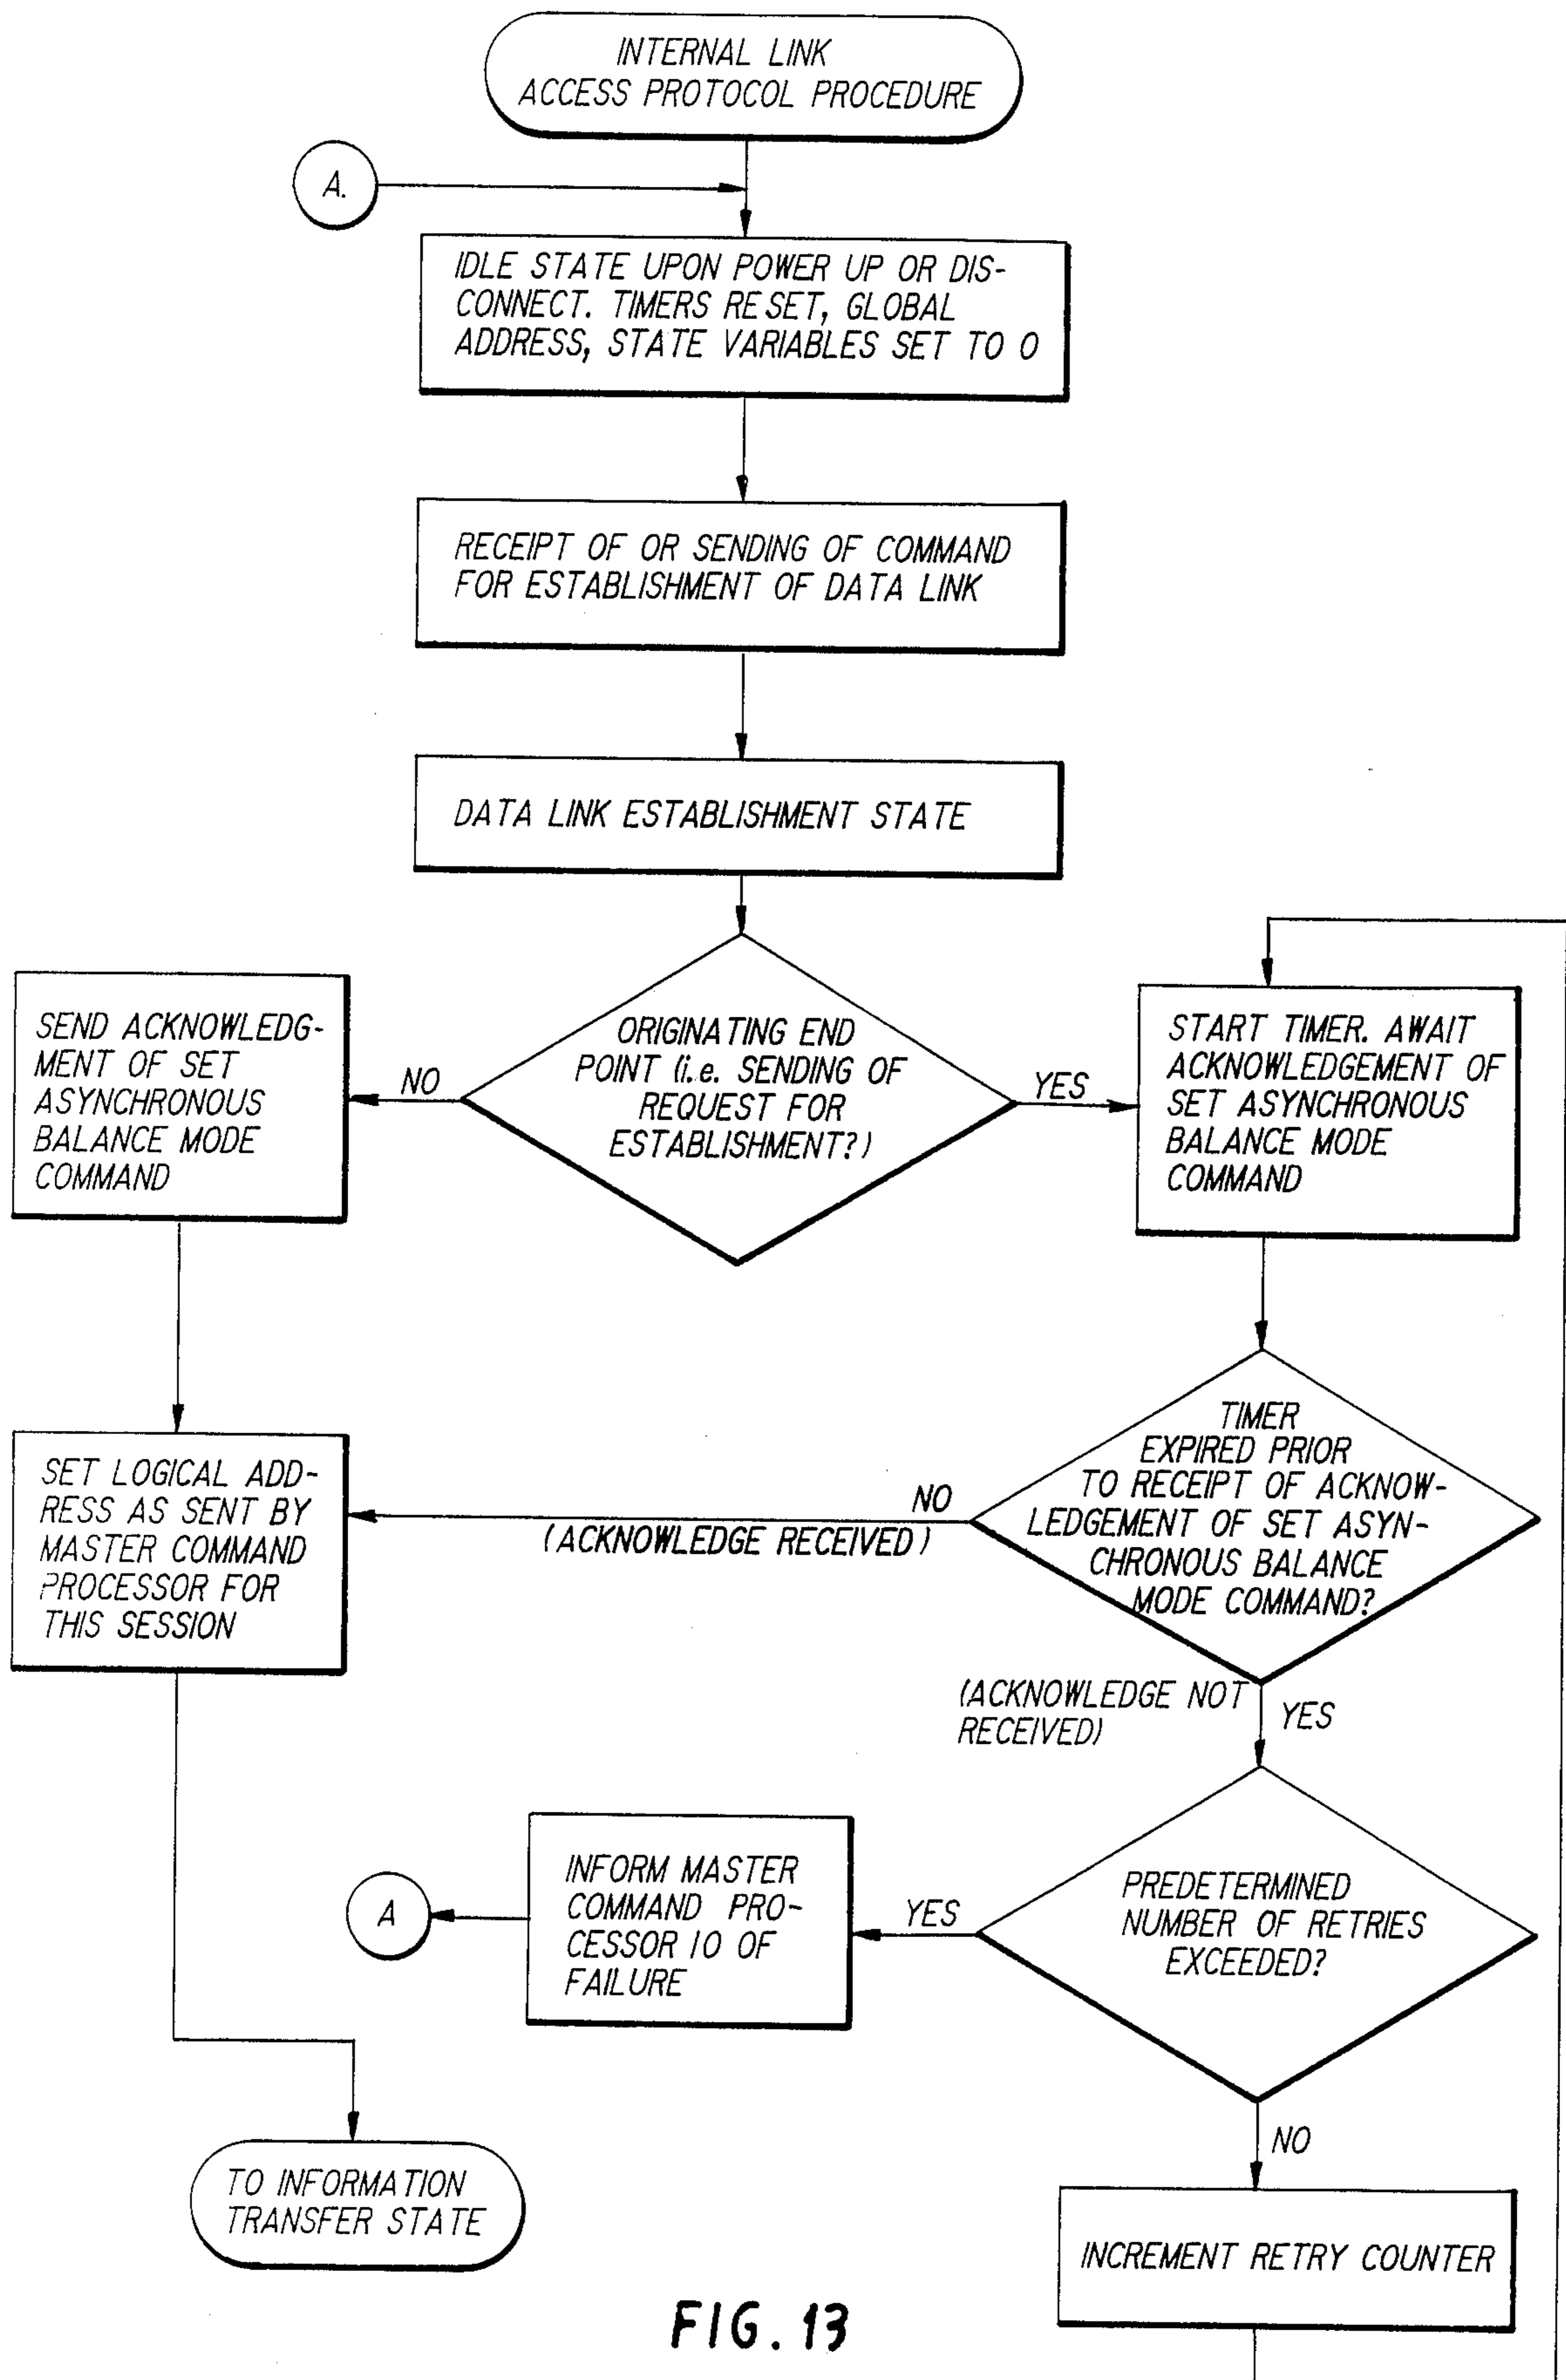 INTERNAL LINK
ACCESS PROTOCOL PROCEDURE
A.
IDLE STATE UPON POWER UP OR DIS-
CONNECT. TIMERS RESET, GLOBAL
ADDRESS, STATE VARIABLES SET TO 0
RECEIPT OF OR SENDING OF COMMAND
FOR ESTABLISHMENT OF DATA LINK
DATA LINK ESTABLISHMENT STATE
ORIGINATING END
POINT (i.e. SENDING OF
REQUEST FOR
ESTABLISHMENT?)
NO
YES
SEND ACKNOWLEDG-
MENT OF SET
ASYNCHRONOUS
BALANCE MODE
COMMAND
START TIMER. AWAIT
ACKNOWLEDGEMENT OF
SET ASYNCHRONOUS
BALANCE MODE
COMMAND
TIMER
EXPIRED PRIOR
TO RECEIPT OF ACKNOW-
LEDGEMENT OF SET ASYN-
CHRONOUS BALANCE
MODE COMMAND?
NO
(ACKNOWLEDGE RECEIVED)
SET LOGICAL ADD-
RESS AS SENT BY
MASTER COMMAND
PROCESSOR FOR
THIS SESSION
(ACKNOWLEDGE NOT
RECEIVED)
YES
PREDETERMINED
NUMBER OF RETRIES
EXCEEDED?
YES
INFORM MASTER
COMMAND PRO-
CESSOR 10 OF
FAILURE
A
NO
INCREMENT RETRY COUNTER
TO INFORMATION
TRANSFER STATE
FIG. 13